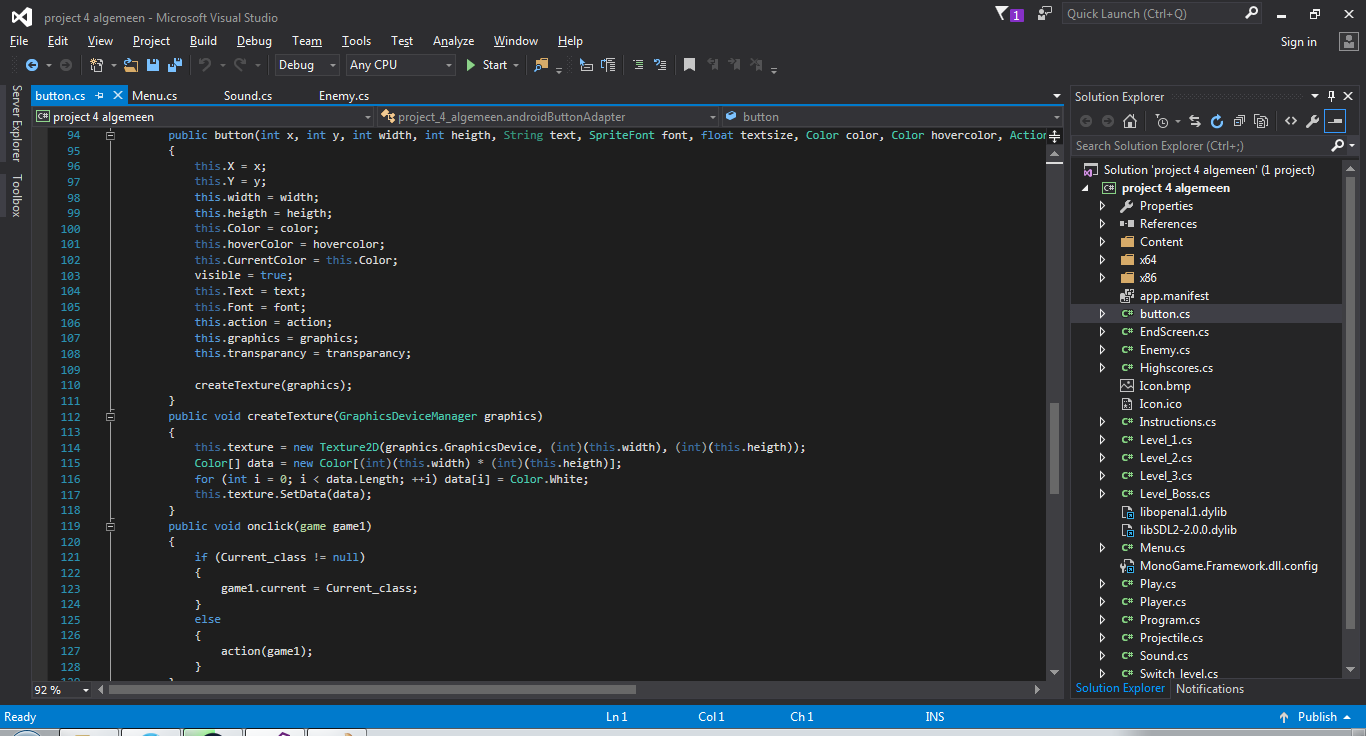 project 4 algemeen - Microsoft Visual Studio
1
Quick Launch (Ctrl+Q)
File Edit View Project Build Debug Team Tools Test Analyze Window Help
Sign in
Debug Any CPU Start
Server Explorer
Toolbox
button.cs Menu.cs Sound.cs Enemy.cs
C# project 4 algemeen project_4_algemeen.androidButtonAdapter button
94 public button(int x, int y, int width, int heigth, String text, SpriteFont font, float textsize, Color color, Color hovercolor, Action
95 {
96 this.X = x;
97 this.Y = y;
98 this.width = width;
99 this.heigth = heigth;
100 this.Color = color;
101 this.hoverColor = hovercolor;
102 this.CurrentColor = this.Color;
103 visible = true;
104 this.Text = text;
105 this.Font = font;
106 this.action = action;
107 this.graphics = graphics;
108 this.transparancy = transparancy;
109
110 createTexture(graphics);
111 }
112 public void createTexture(GraphicsDeviceManager graphics)
113 {
114 this.texture = new Texture2D(graphics.GraphicsDevice, (int)(this.width), (int)(this.heigth));
115 Color[] data = new Color[(int)(this.width) * (int)(this.heigth)];
116 for (int i = 0; i < data.Length; ++i) data[i] = Color.White;
117 this.texture.SetData(data);
118 }
119 public void onclick(game game1)
120 {
121 if (Current_class != null)
122 {
123 game1.current = Current_class;
124 }
125 else
126 {
127 action(game1);
128 }
92 %
Solution Explorer
Search Solution Explorer (Ctrl+;)
Solution 'project 4 algemeen' (1 project)
C# project 4 algemeen
Properties
References
Content
x64
x86
app.manifest
C# button.cs
C# EndScreen.cs
C# Enemy.cs
C# Highscores.cs
Icon.bmp
Icon.ico
C# Instructions.cs
C# Level_1.cs
C# Level_2.cs
C# Level_3.cs
C# Level_Boss.cs
libopenal.1.dylib
libSDL2-2.0.0.dylib
C# Menu.cs
MonoGame.Framework.dll.config
C# Play.cs
C# Player.cs
C# Program.cs
C# Projectile.cs
C# Sound.cs
C# Switch_level.cs
Solution Explorer Notifications
Ready Ln 1 Col 1 Ch 1 INS Publish